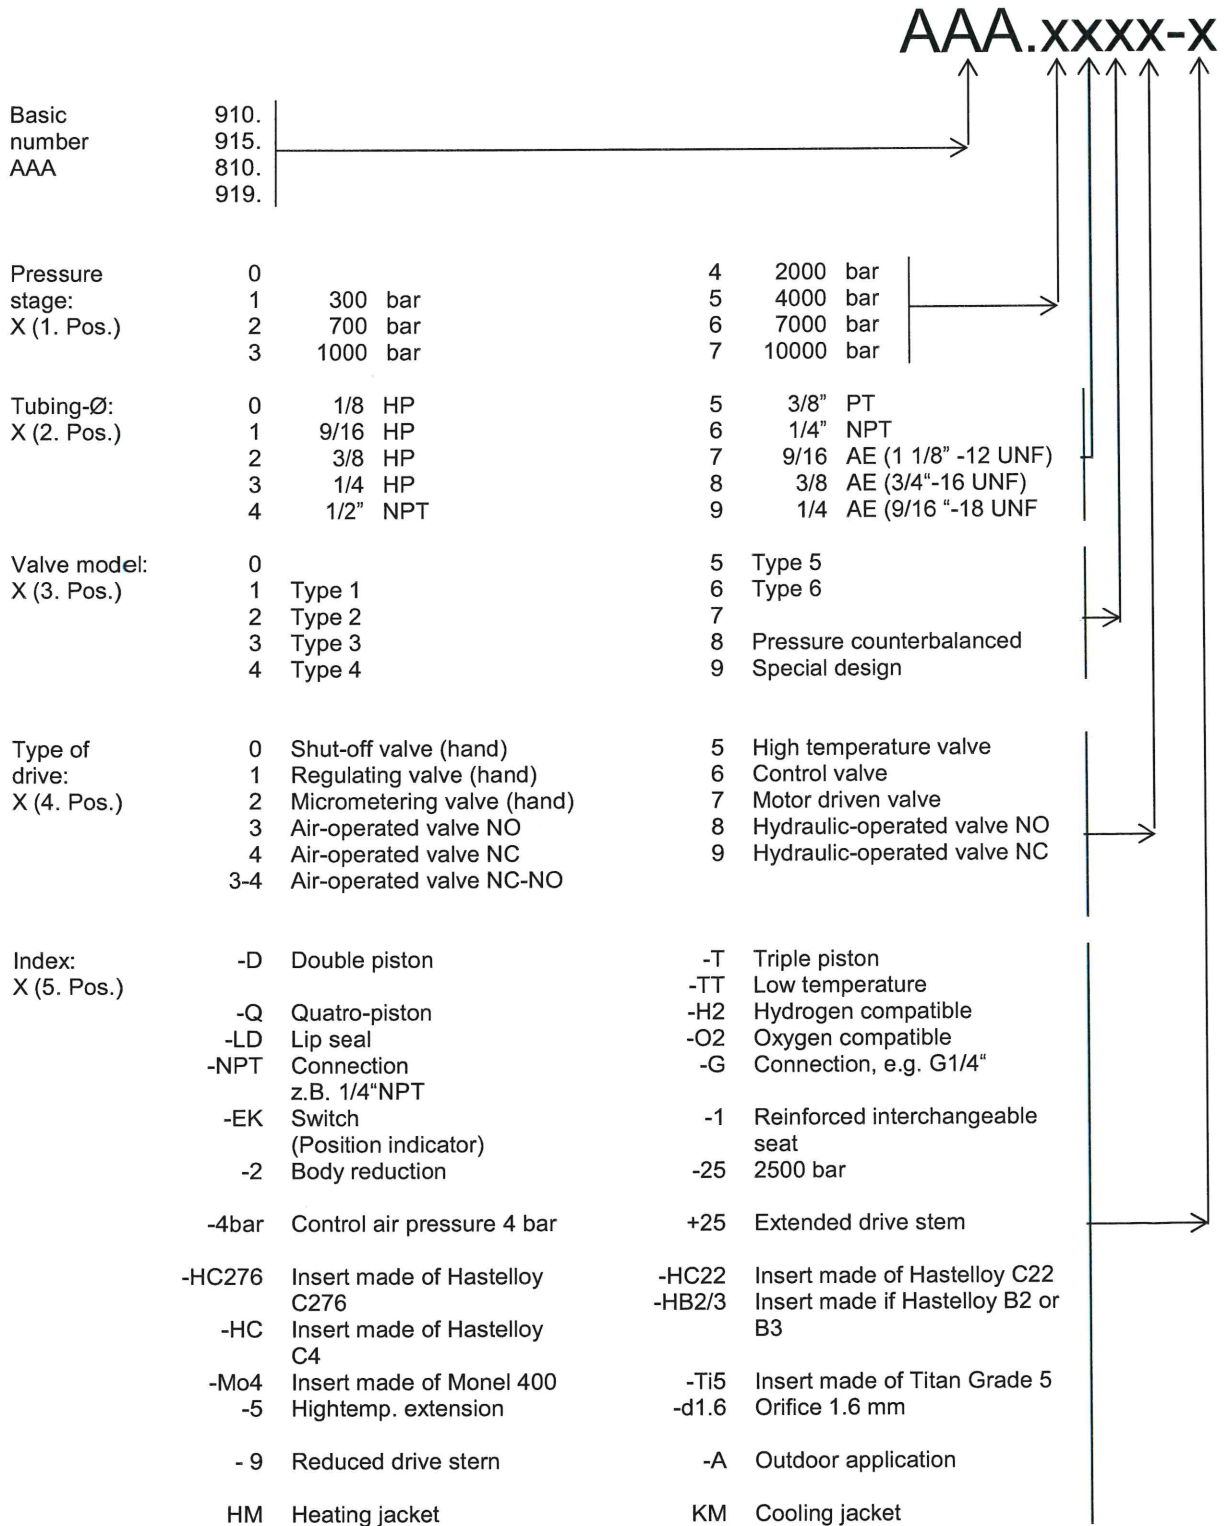 AAA.xxxx-x
Basic 910.
number 915.
AAA 810.
919.
Pressure 0 4 2000 bar
stage: 1 300 bar 5 4000 bar
X (1. Pos.) 2 700 bar 6 7000 bar
3 1000 bar 7 10000 bar
Tubing-Ø: 0 1/8 HP 5 3/8” PT
X (2. Pos.) 1 9/16 HP 6 1/4” NPT
2 3/8 HP 7 9/16 AE (1 1/8” -12 UNF)
3 1/4 HP 8 3/8 AE (3/4“-16 UNF)
4 1/2” NPT 9 1/4 AE (9/16 “-18 UNF
Valve model: 0 5 Type 5
X (3. Pos.) 1 Type 1 6 Type 6
2 Type 2 7
3 Type 3 8 Pressure counterbalanced
4 Type 4 9 Special design
Type of 0 Shut-off valve (hand) 5 High temperature valve
drive: 1 Regulating valve (hand) 6 Control valve
X (4. Pos.) 2 Micrometering valve (hand) 7 Motor driven valve
3 Air-operated valve NO 8 Hydraulic-operated valve NO
4 Air-operated valve NC 9 Hydraulic-operated valve NC
3-4 Air-operated valve NC-NO
Index: -D Double piston -T Triple piston
X (5. Pos.) -TT Low temperature
-Q Quatro-piston -H2 Hydrogen compatible
-LD Lip seal -O2 Oxygen compatible
-NPT Connection -G Connection, e.g. G1/4“
z.B. 1/4“NPT
-EK Switch -1 Reinforced interchangeable
(Position indicator) seat
-2 Body reduction -25 2500 bar
-4bar Control air pressure 4 bar +25 Extended drive stem
-HC276 Insert made of Hastelloy -HC22 Insert made of Hastelloy C22
C276 -HB2/3 Insert made if Hastelloy B2 or
-HC Insert made of Hastelloy B3
C4
-Mo4 Insert made of Monel 400 -Ti5 Insert made of Titan Grade 5
-5 Hightemp. extension -d1.6 Orifice 1.6 mm
- 9 Reduced drive stern -A Outdoor application
HM Heating jacket KM Cooling jacket